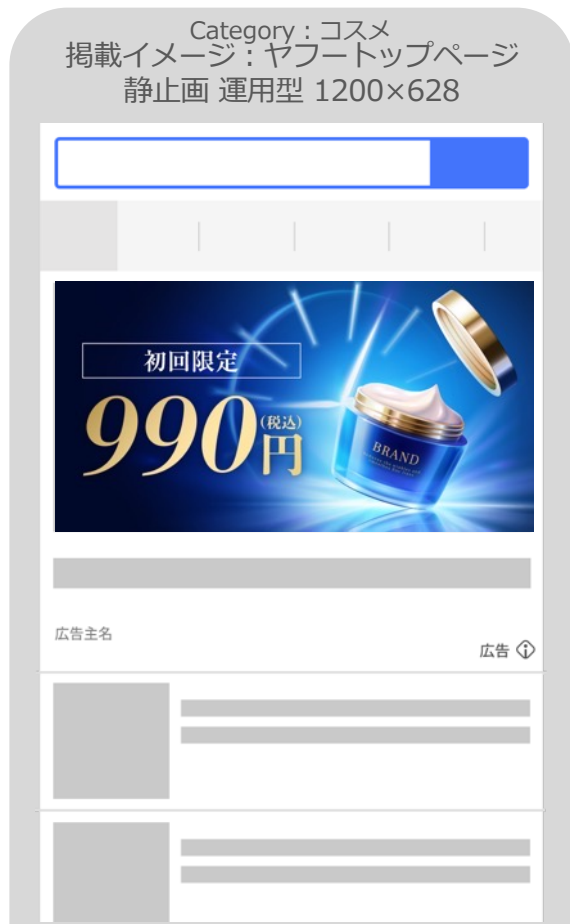 Category：コスメ
掲載イメージ：ヤフートップページ
静止画 運用型 1200×628
初回限定
990円
(税込)
BRAND
広告主名
広告